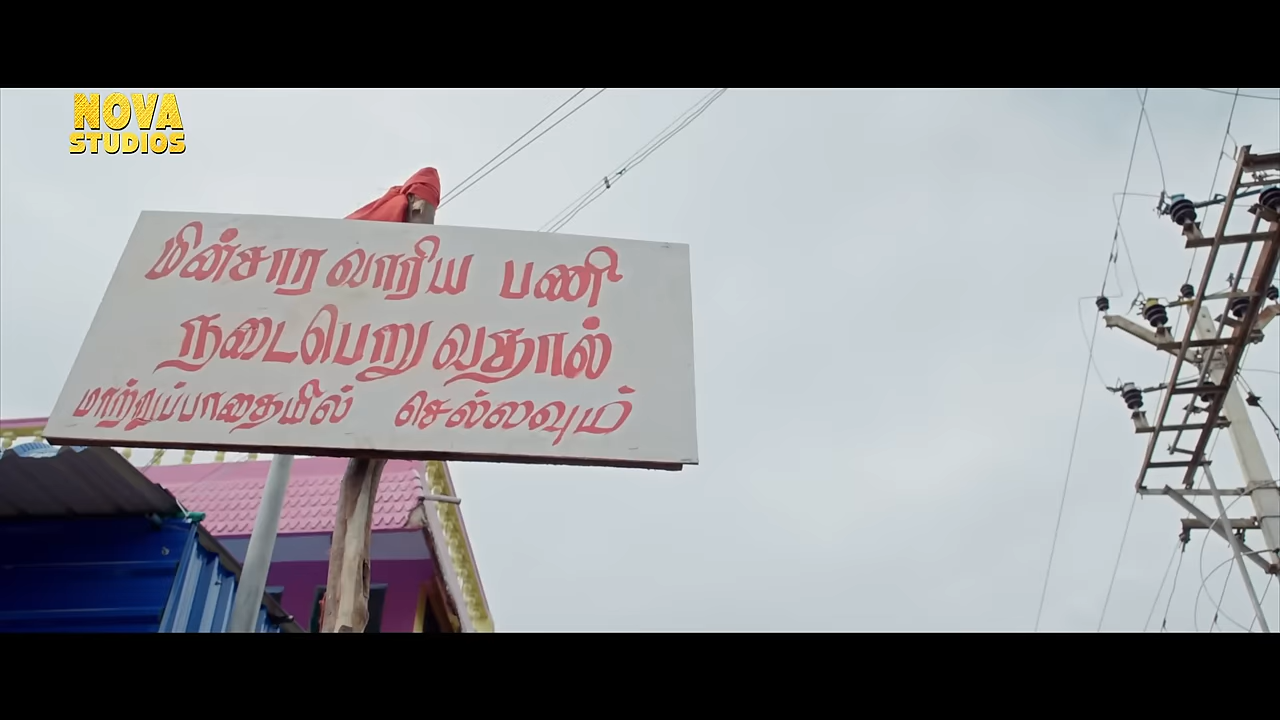 NOVA
STUDIOS
மின்சார வாரிய பணி
நடைபெறுவதால்
மாற்றுப்பாதையில் செல்லவும்